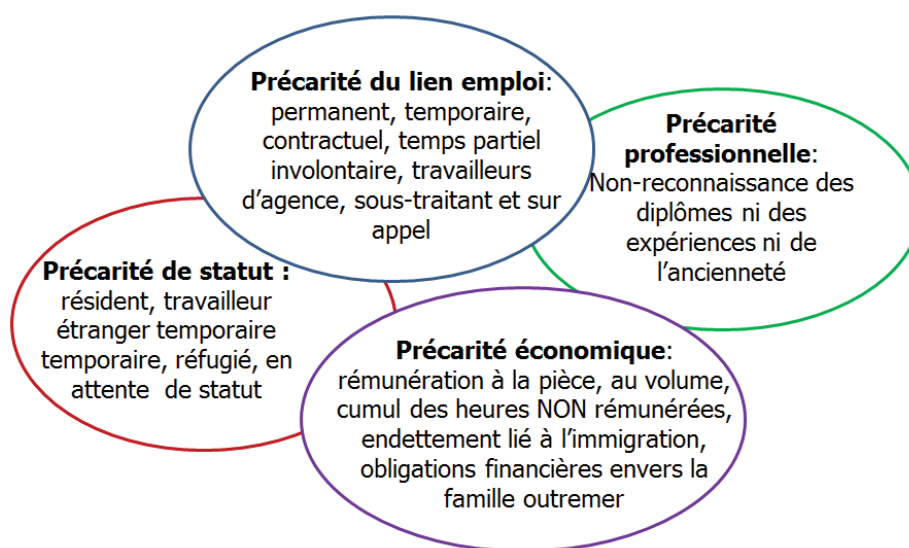 Précarité du lien emploi:
permanent, temporaire,
contractuel, temps partiel
involontaire, travailleurs
d'agence, sous-traitant et sur
appel
Précarité
professionnelle:
Non-reconnaissance des
diplômes ni des
expériences ni de
l'ancienneté
Précarité de statut :
résident, travailleur
étranger temporaire
temporaire, réfugié, en
attente de statut
Précarité économique:
rémunération à la pièce, au volume,
cumul des heures NON rémunérées,
endettement lié à l'immigration,
obligations financières envers la
famille outremer